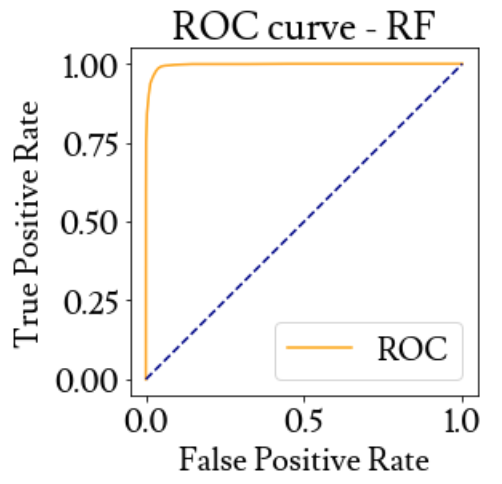 ROC curve - RF
True Positive Rate
1.00
0.75
0.50
0.25
0.00
ROC
0.0 0.5 1.0
False Positive Rate